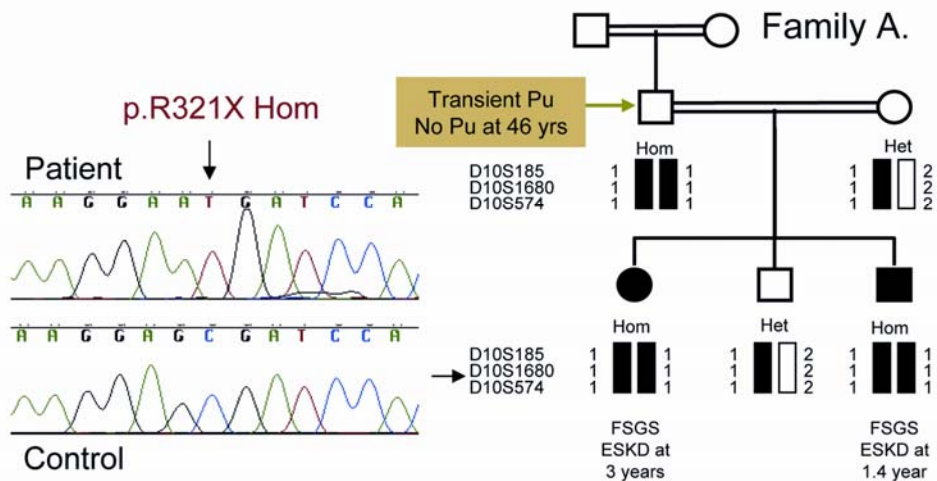 Family A.
p.R321X Hom
Transient Pu
No Pu at 46 yrs
Patient
A A G G A A T G A T C C A
Hom
Het
D10S185 1 1 1 2
D10S1680 1 1 1 2
D10S574 1 1 1 2
A A G G A G C G A T C C A
Hom
Het
Hom
D10S185 1 1 1 2 1 1
D10S1680 1 1 1 2 1 1
D10S574 1 1 1 2 1 1
Control
FSGS
ESKD at
3 years
FSGS
ESKD at
1.4 year